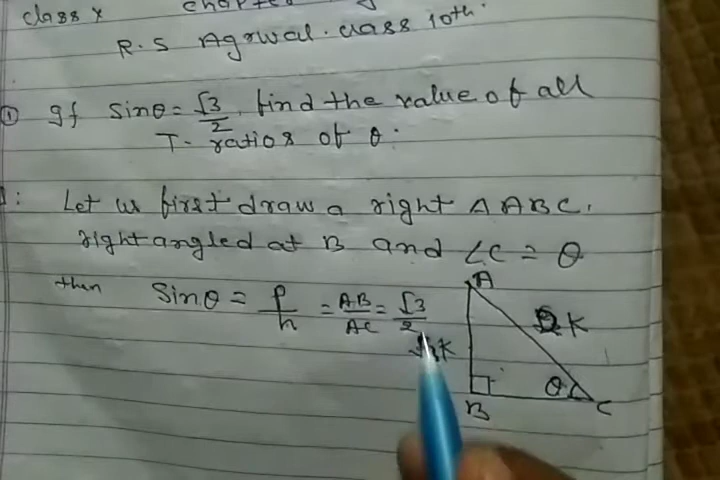 class x chapter
R.S Agrwal. class 10th.
① If sinθ = √3/2, find the value of all
T- ratios of θ.
Let us first draw a right Δ ABC.
right angled at B and ∠C = θ
then sinθ = p/h = AB/AC = √3/2
A
2K
√3K
θ
B
C